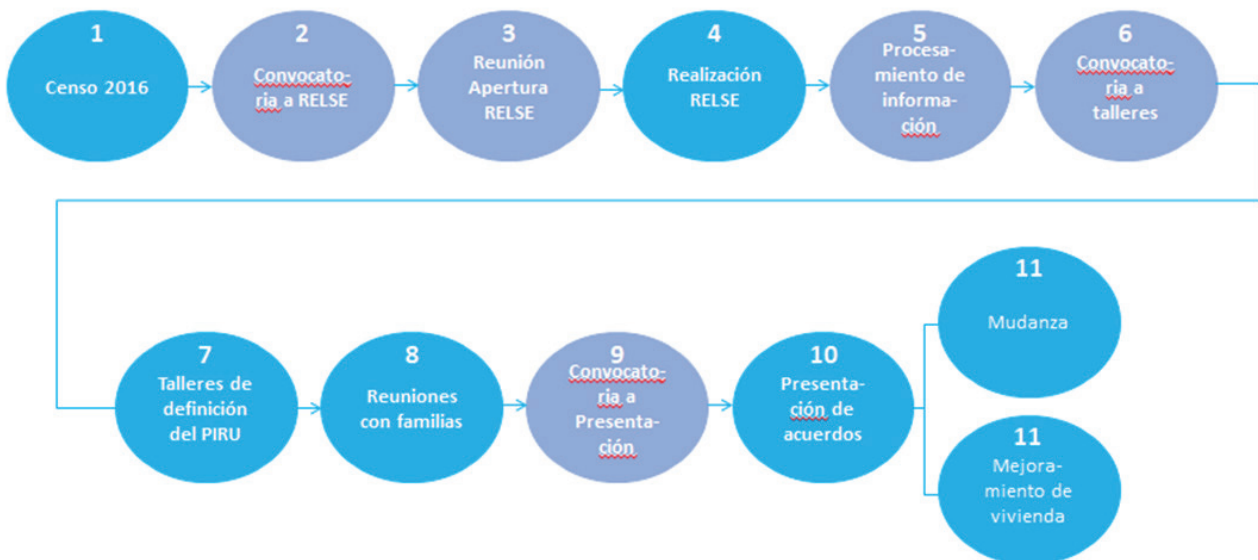 1
Censo 2016
2
Convocato-
ria a RELSE
3
Reunión
Apertura
RELSE
4
Realización
RELSE
5
Procesa-
miento de
informa-
ción
6
Convocato-
ria a
talleres
7
Talleres de
definición
del PIRU
8
Reuniones
con familias
9
Convocato-
ria a
Presenta-
ción
10
Presenta-
ción de
acuerdos
11
Mudanza
11
Mejora-
miento de
vivienda